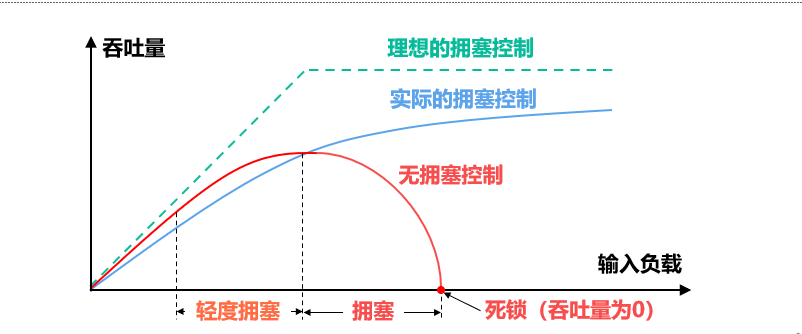 吞吐量
理想的拥塞控制
实际的拥塞控制
无拥塞控制
输入负载
轻度拥塞
拥塞
死锁（吞吐量为0）